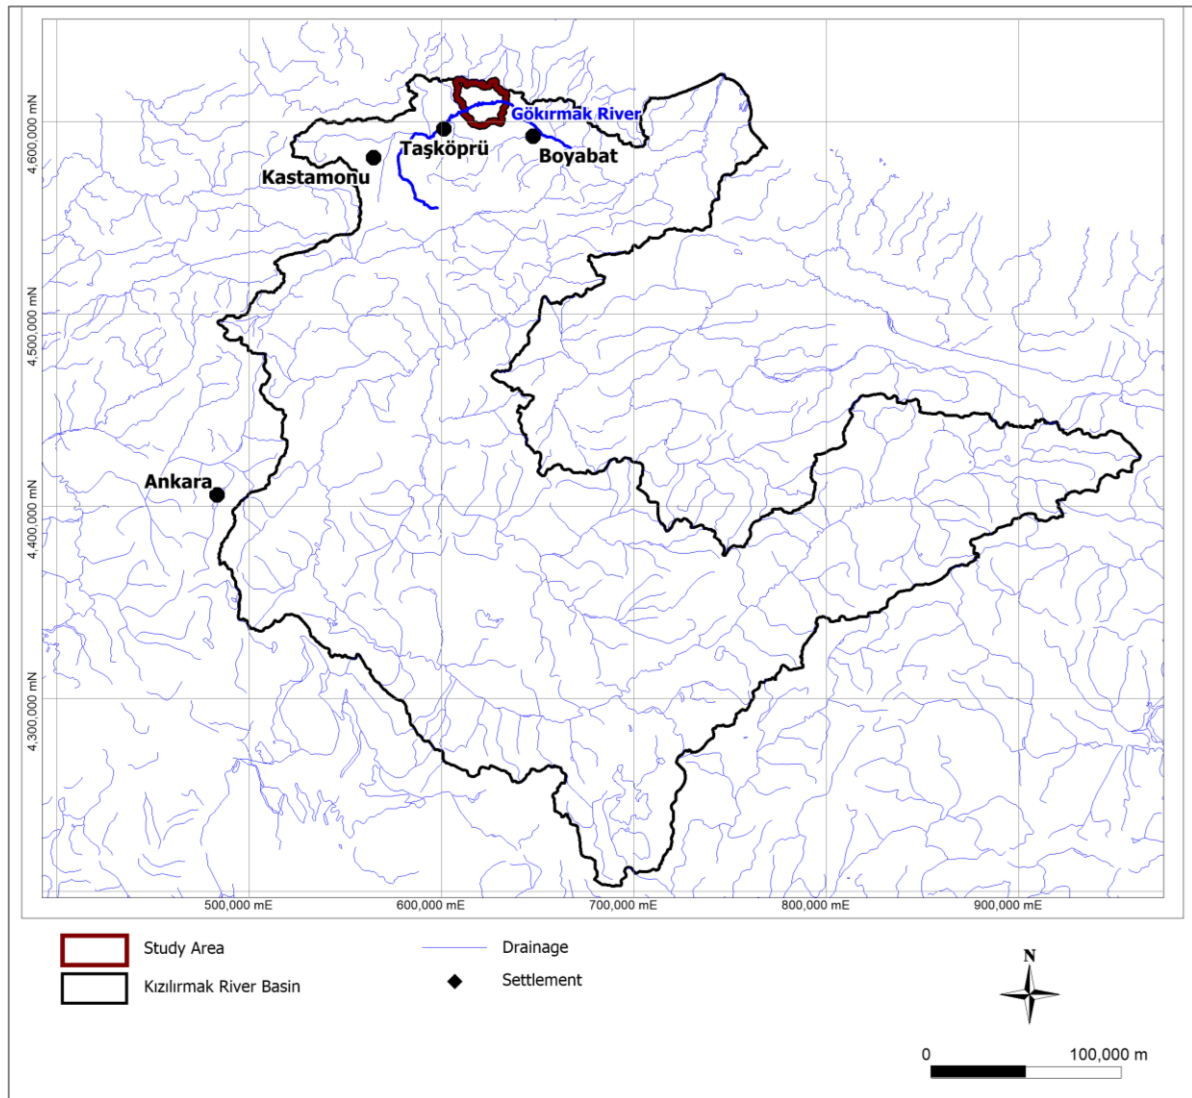 4,600,000 mN
4,500,000 mN
4,400,000 mN
4,300,000 mN
Gökırmak River
Taşköprü
Boyabat
Kastamonu
Ankara
500,000 mE
600,000 mE
700,000 mE
800,000 mE
900,000 mE
Study Area
Drainage
Kızılırmak River Basin
Settlement
N
0
100,000 m